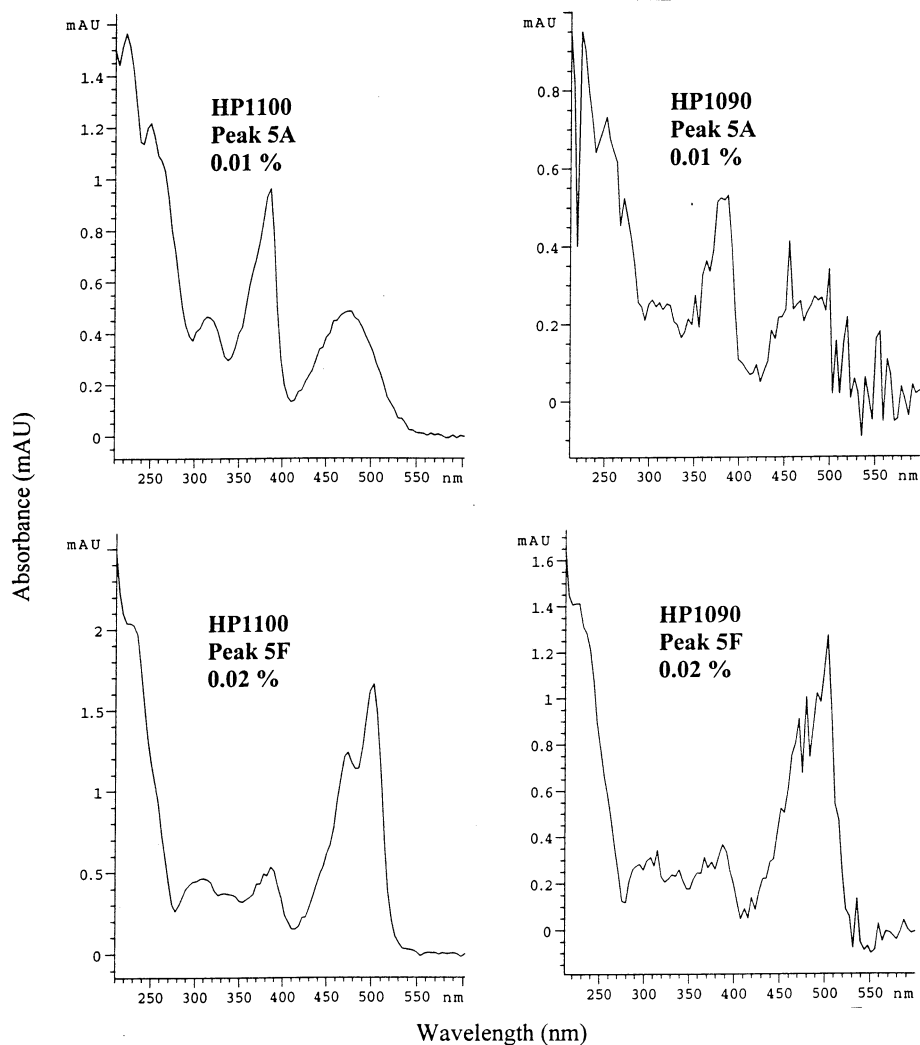 mAU
1.4
1.2
1
0.8
0.6
0.4
0.2
0
250 300 350 400 450 500 nm
HP1100
Peak 5A
0.01 %
mAU
0.8
0.6
0.4
0.2
0
250 300 350 400 450 500 550 nm
HP1090
Peak 5A
0.01 %
Absorbance (mAU)
mAU
2
1.5
1
0.5
0
250 300 350 400 450 500 nm
HP1100
Peak 5F
0.02 %
mAU
1.6
1.4
1.2
1
0.8
0.6
0.4
0.2
0
250 300 350 400 450 500 550 nm
HP1090
Peak 5F
0.02 %
Wavelength (nm)